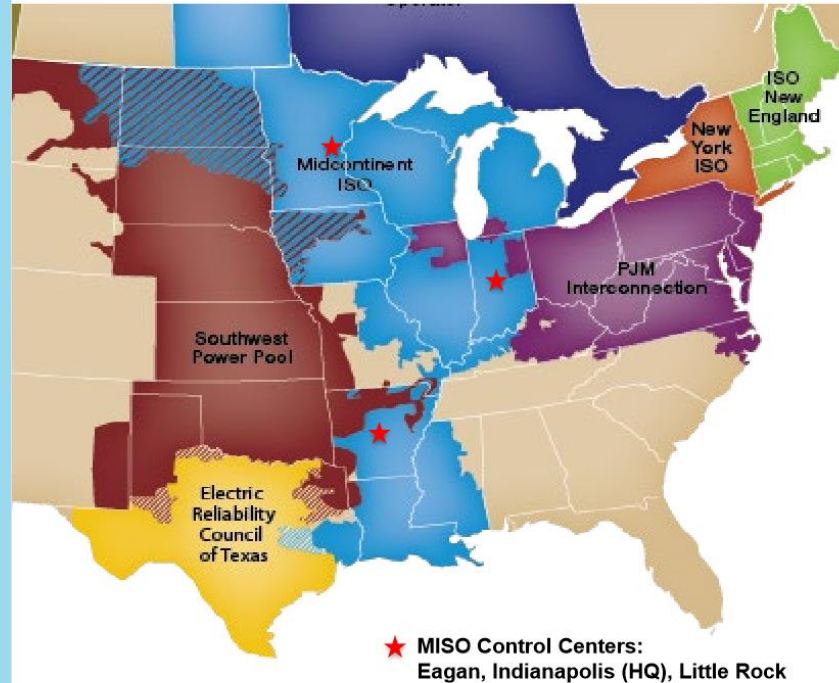 Operator
ISO
New
England
New
York
ISO
Midcontinent
ISO
PJM
Interconnection
Southwest
Power Pool
Electric
Reliability
Council
of Texas
MISO Control Centers:
Eagan, Indianapolis (HQ), Little Rock